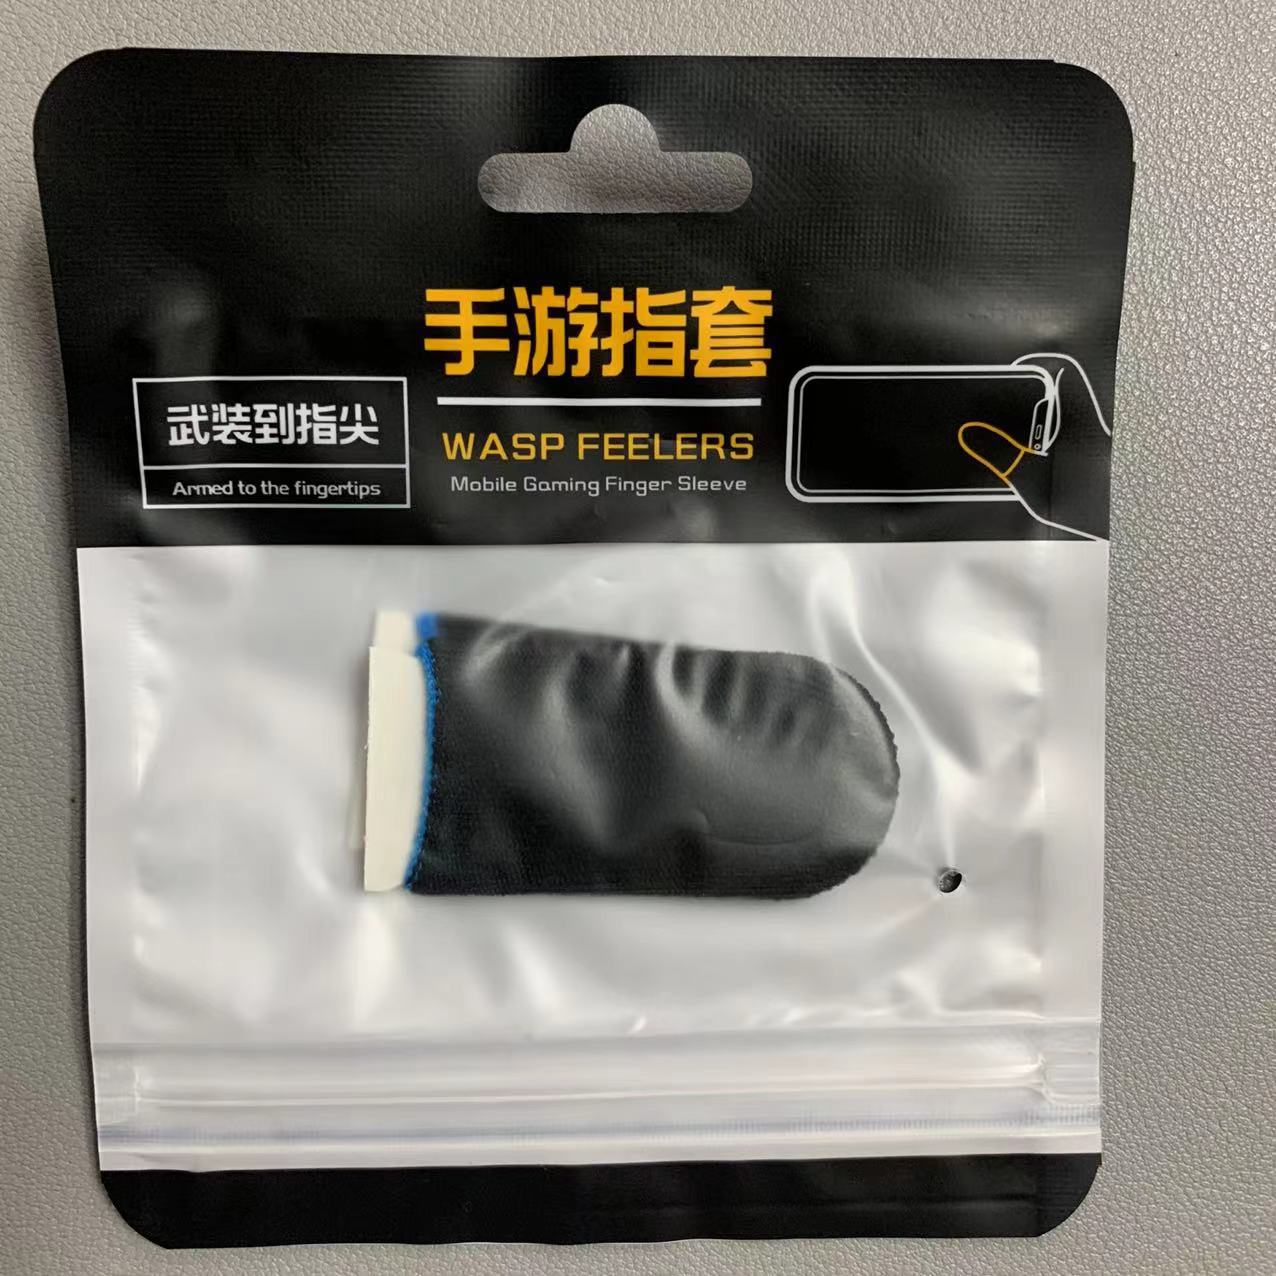 手游指套
武装到指尖
WASP FEELERS
Armed to the fingertips
Mobile Gaming Finger Sleeve